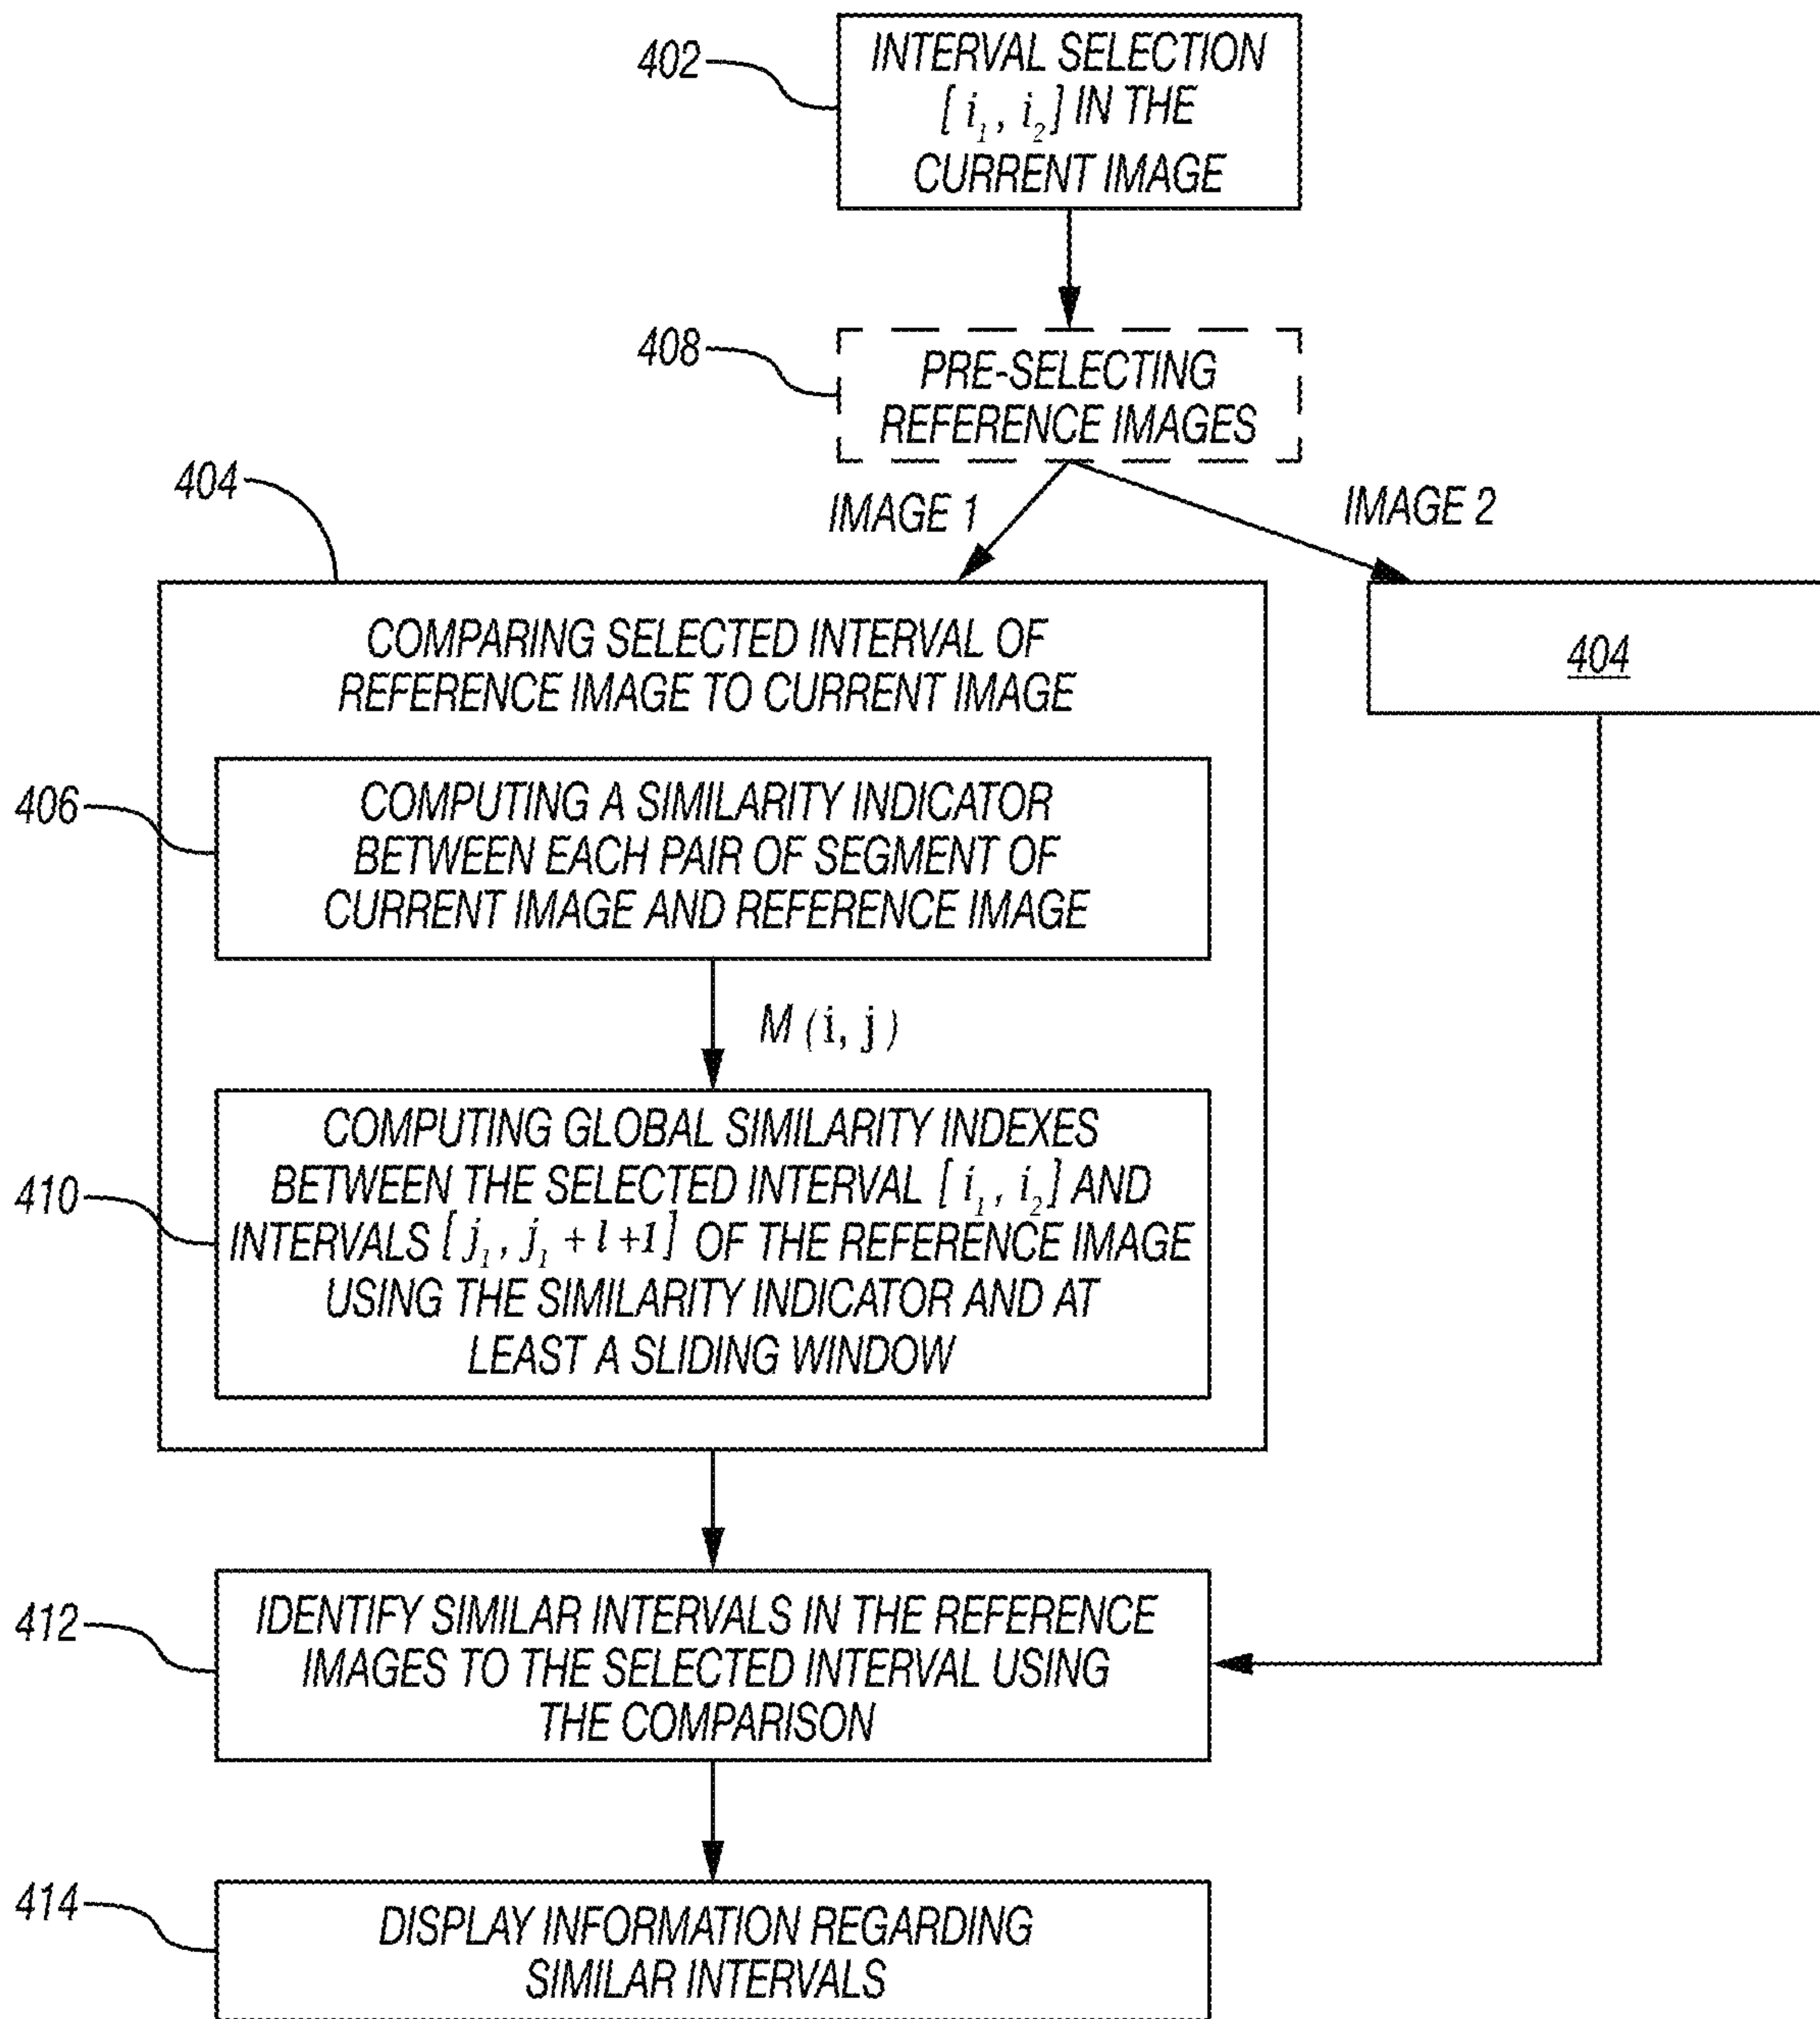 402
INTERVAL SELECTION
[ i₁ , i₂ ] IN THE
CURRENT IMAGE
408
PRE-SELECTING
REFERENCE IMAGES
404
IMAGE 1
IMAGE 2
COMPARING SELECTED INTERVAL OF
REFERENCE IMAGE TO CURRENT IMAGE
404
406
COMPUTING A SIMILARITY INDICATOR
BETWEEN EACH PAIR OF SEGMENT OF
CURRENT IMAGE AND REFERENCE IMAGE
M (i, j )
410
COMPUTING GLOBAL SIMILARITY INDEXES
BETWEEN THE SELECTED INTERVAL [ i₁ , i₂ ] AND
INTERVALS [ j₁ , j₁ + l +1] OF THE REFERENCE IMAGE
USING THE SIMILARITY INDICATOR AND AT
LEAST A SLIDING WINDOW
412
IDENTIFY SIMILAR INTERVALS IN THE REFERENCE
IMAGES TO THE SELECTED INTERVAL USING
THE COMPARISON
414
DISPLAY INFORMATION REGARDING
SIMILAR INTERVALS